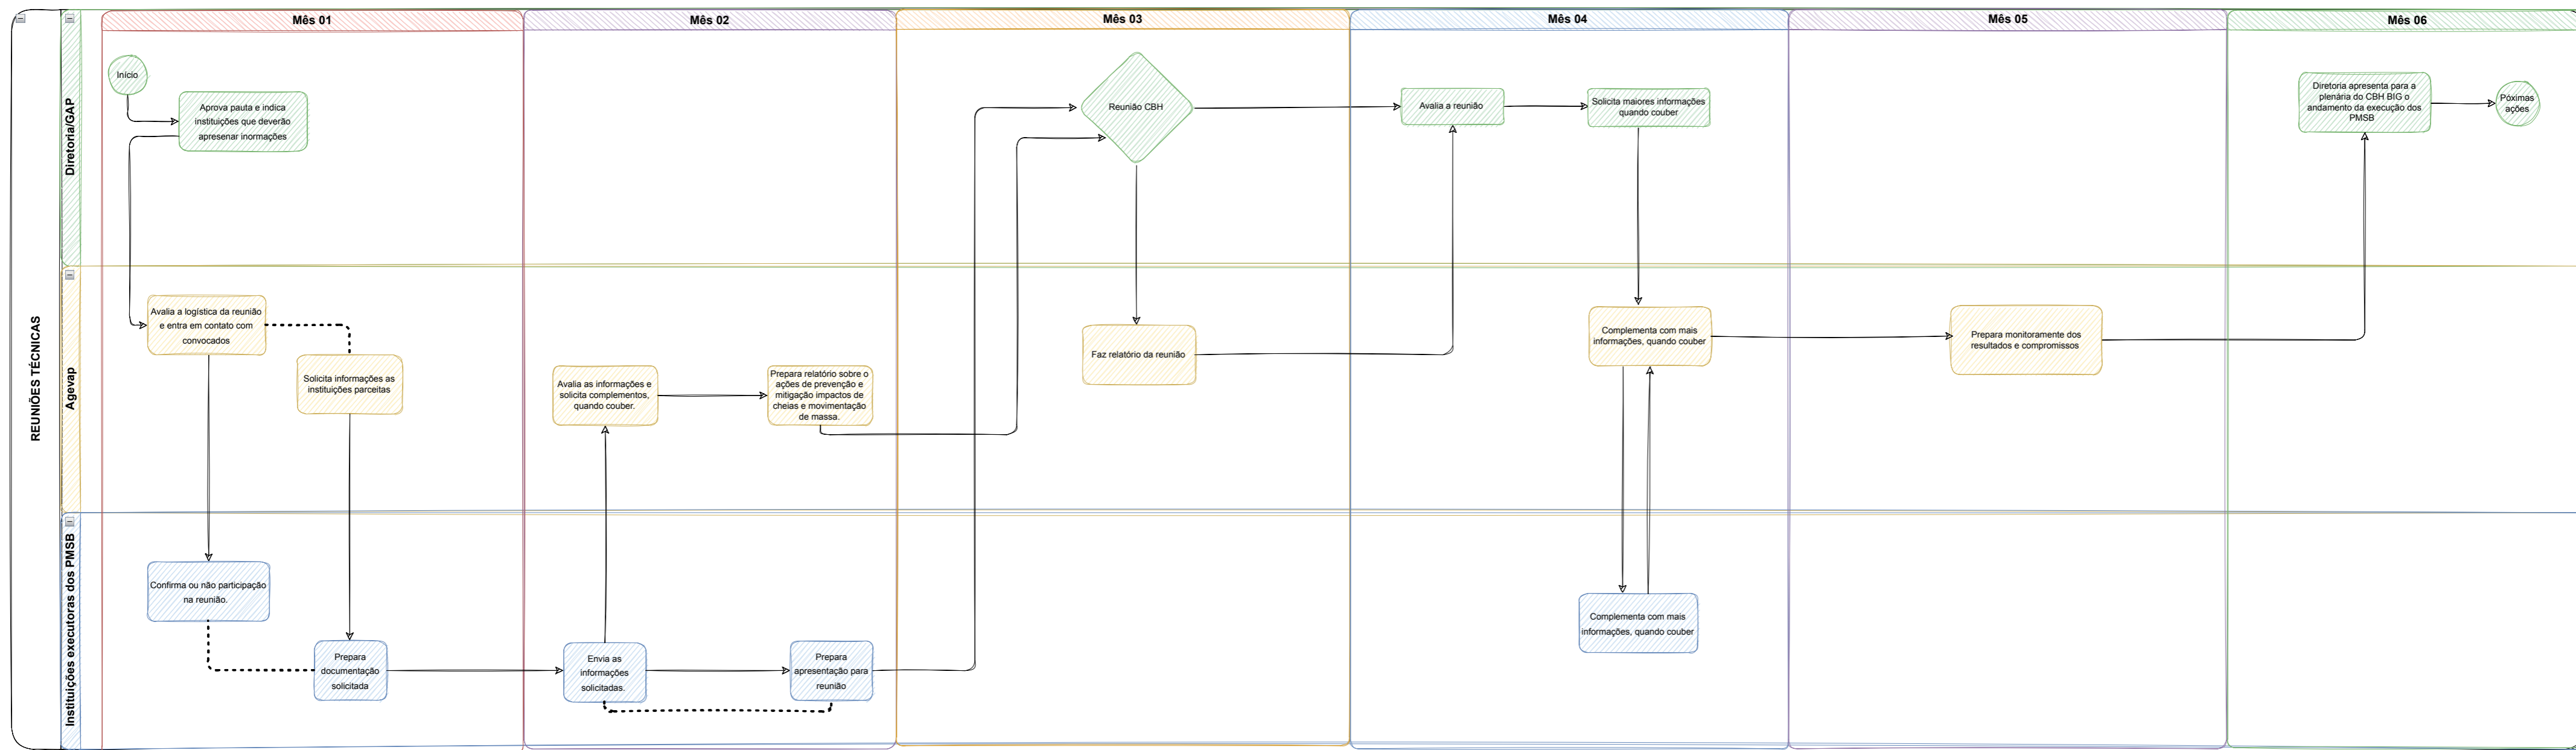 Mês 01
Mês 02
Mês 03
Mês 04
Mês 05
Mês 06
REUNIÕES TÉCNICAS
Diretoria/GAP
Início
Aprova pauta e indica
instituições que deverão
apresenar inormações
Reunião CBH
Avalia a reunião
Solicita maiores informações
quando couber
Diretoria apresenta para a
plenária do CBH BIG o
andamento da execução dos
PMSB
Póximas
ações
Agevap
Avalia a logística da reunião
e entra em contato com
convocados
Solicita informações as
instituições parceitas
Avalia as informações e
solicita complementos,
quando couber.
Prepara relatório sobre o
ações de prevenção e
mitigação impactos de
cheias e movimentação
de massa.
Faz relatório da reunião
Complementa com mais
informações, quando couber
Prepara monitoramente dos
resultados e compromissos
Instituições executoras dos PMSB
Confirma ou não participação
na reunião.
Prepara
documentação
solicitada
Envia as
informações
solicitadas.
Prepara
apresentação para
reunião
Complementa com mais
informações, quando couber